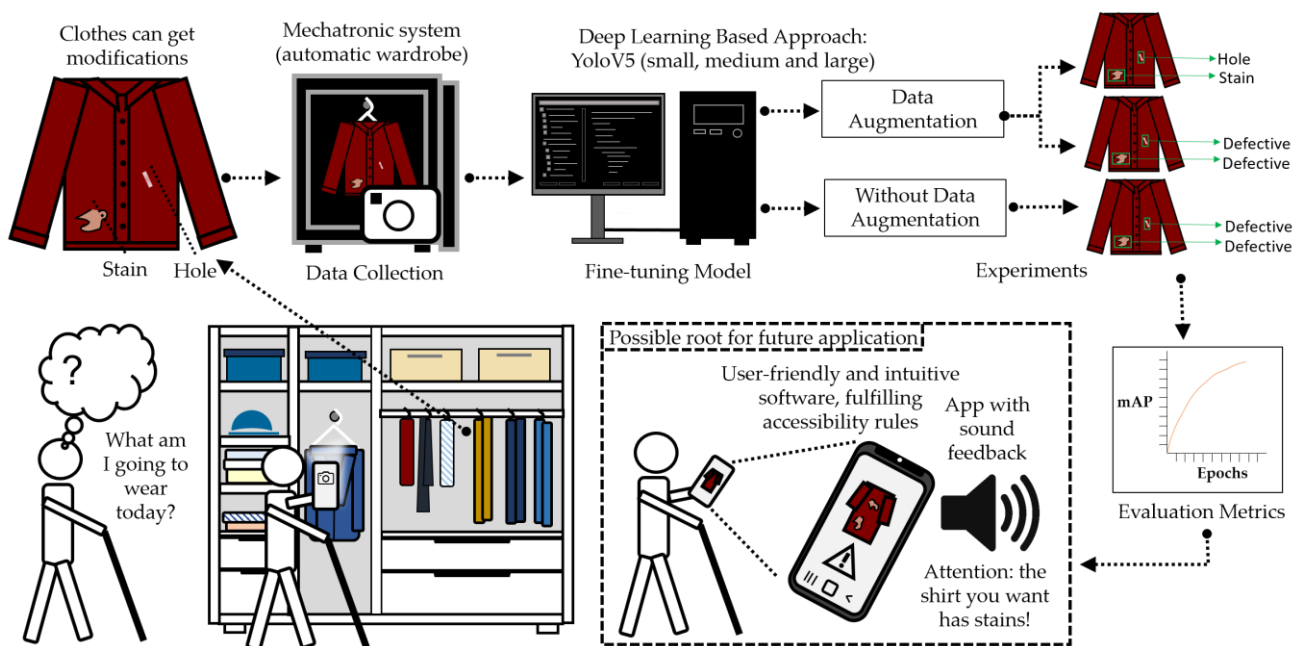 Clothes can get
modifications
Stain
Hole
Mechatronic system
(automatic wardrobe)
Data Collection
Deep Learning Based Approach:
YoloV5 (small, medium and large)
Fine-tuning Model
Data
Augmentation
Without Data
Augmentation
Hole
Stain
Defective
Defective
Defective
Defective
Experiments
?
What am
I going to
wear
today?
Possible root for future application
User-friendly and intuitive
software, fulfilling
accessibility rules
App with
sound
feedback
!
Attention: the
shirt you want
has stains!
mAP
Epochs
Evaluation Metrics